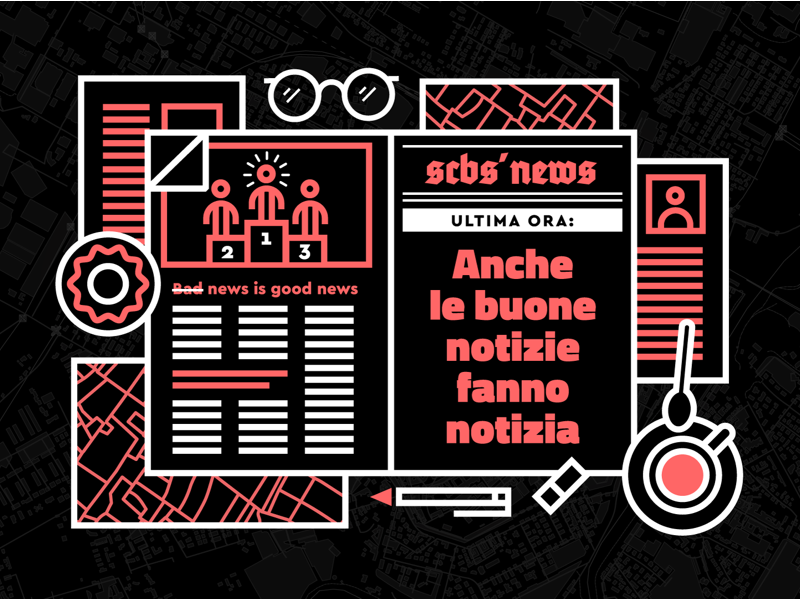 2 1 3
Bad news is good news
scbs' news
ULTIMA ORA:
Anche
le buone
notizie
fanno
notizia